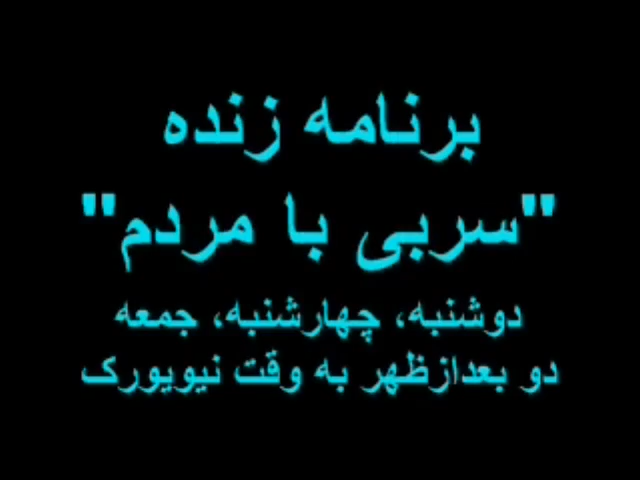 برنامه زنده
"سربی با مردم"
دوشنبه، چهارشنبه، جمعه
دو بعدازظهر به وقت نیویورک